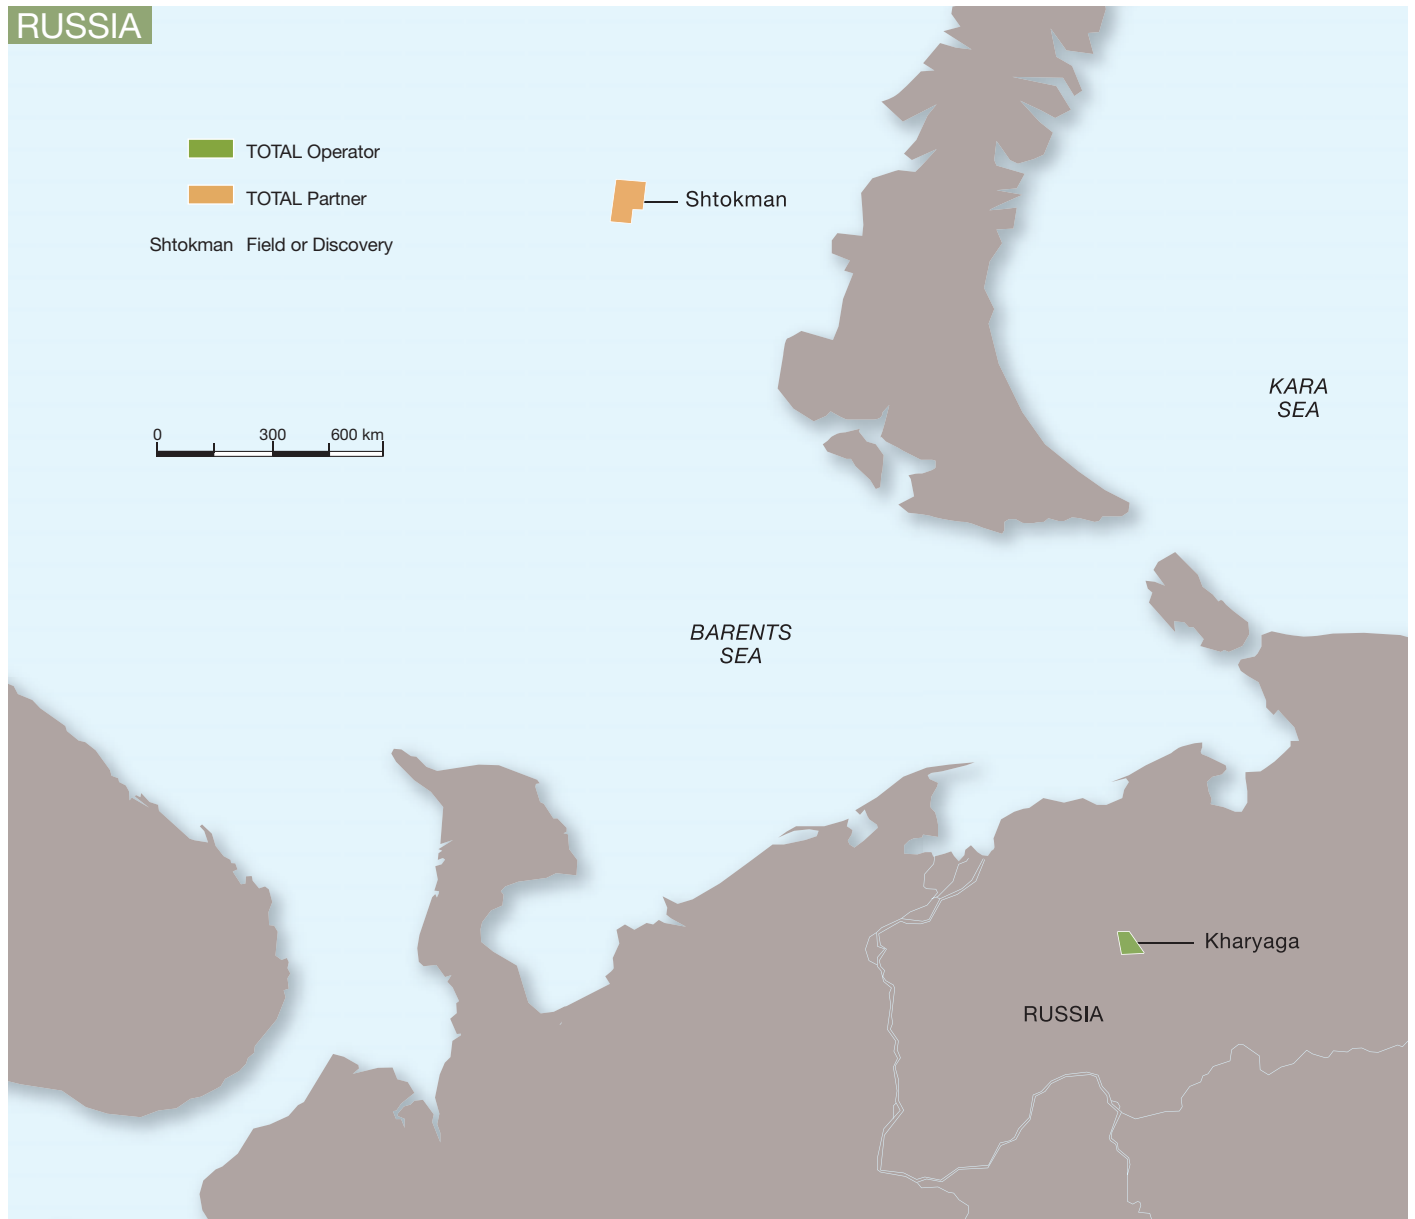 RUSSIA
TOTAL Operator
TOTAL Partner
Shtokman Field or Discovery
Shtokman
0 300 600 km
KARA
SEA
BARENTS
SEA
Kharyaga
RUSSIA